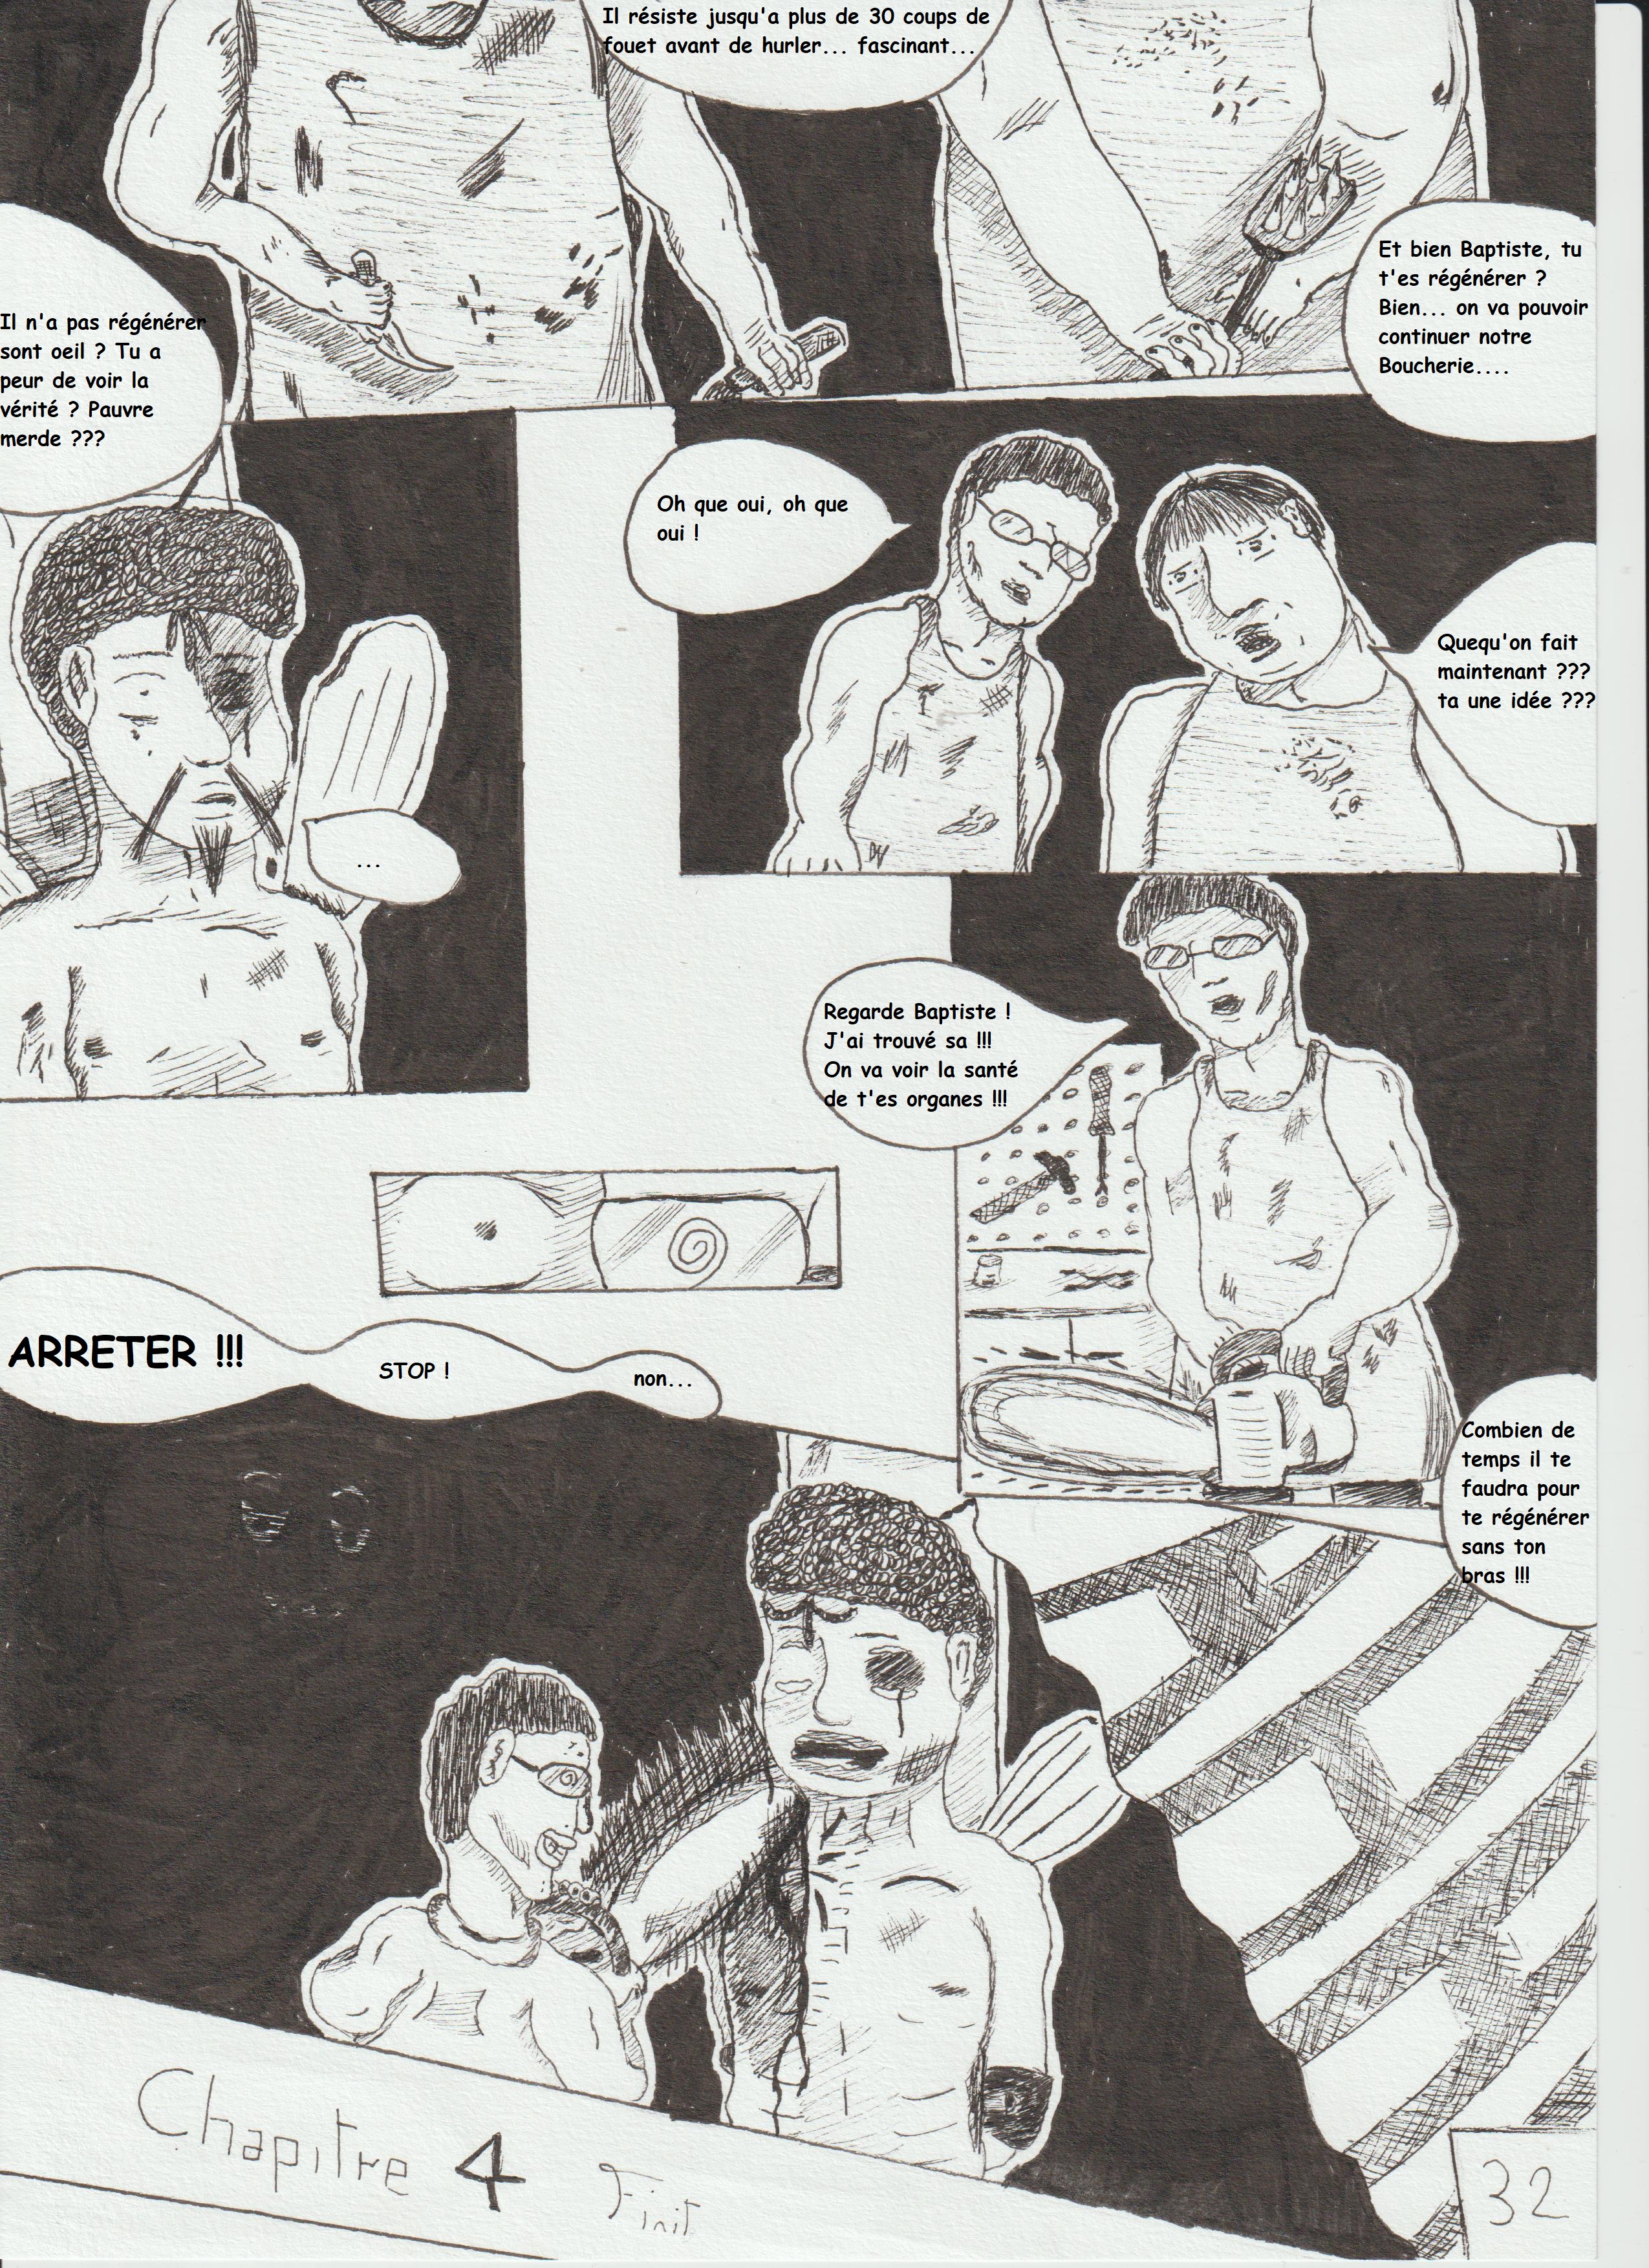 Il résiste jusqu'a plus de 30 coups de
fouet avant de hurler... fascinant...
Et bien Baptiste, tu
t'es régénérer ?
Bien... on va pouvoir
continuer notre
Boucherie....
Il n'a pas régénérer
sont oeil ? Tu a
peur de voir la
vérité ? Pauvre
merde ???
...
Oh que oui, oh que
oui !
Quequ'on fait
maintenant ???
ta une idée ???
Regarde Baptiste !
J'ai trouvé sa !!!
On va voir la santé
de t'es organes !!!
non...
STOP !
ARRETER !!!
Combien de
temps il te
faudra pour
te régénérer
sans ton
bras !!!
Chapitre 4 Finit
32